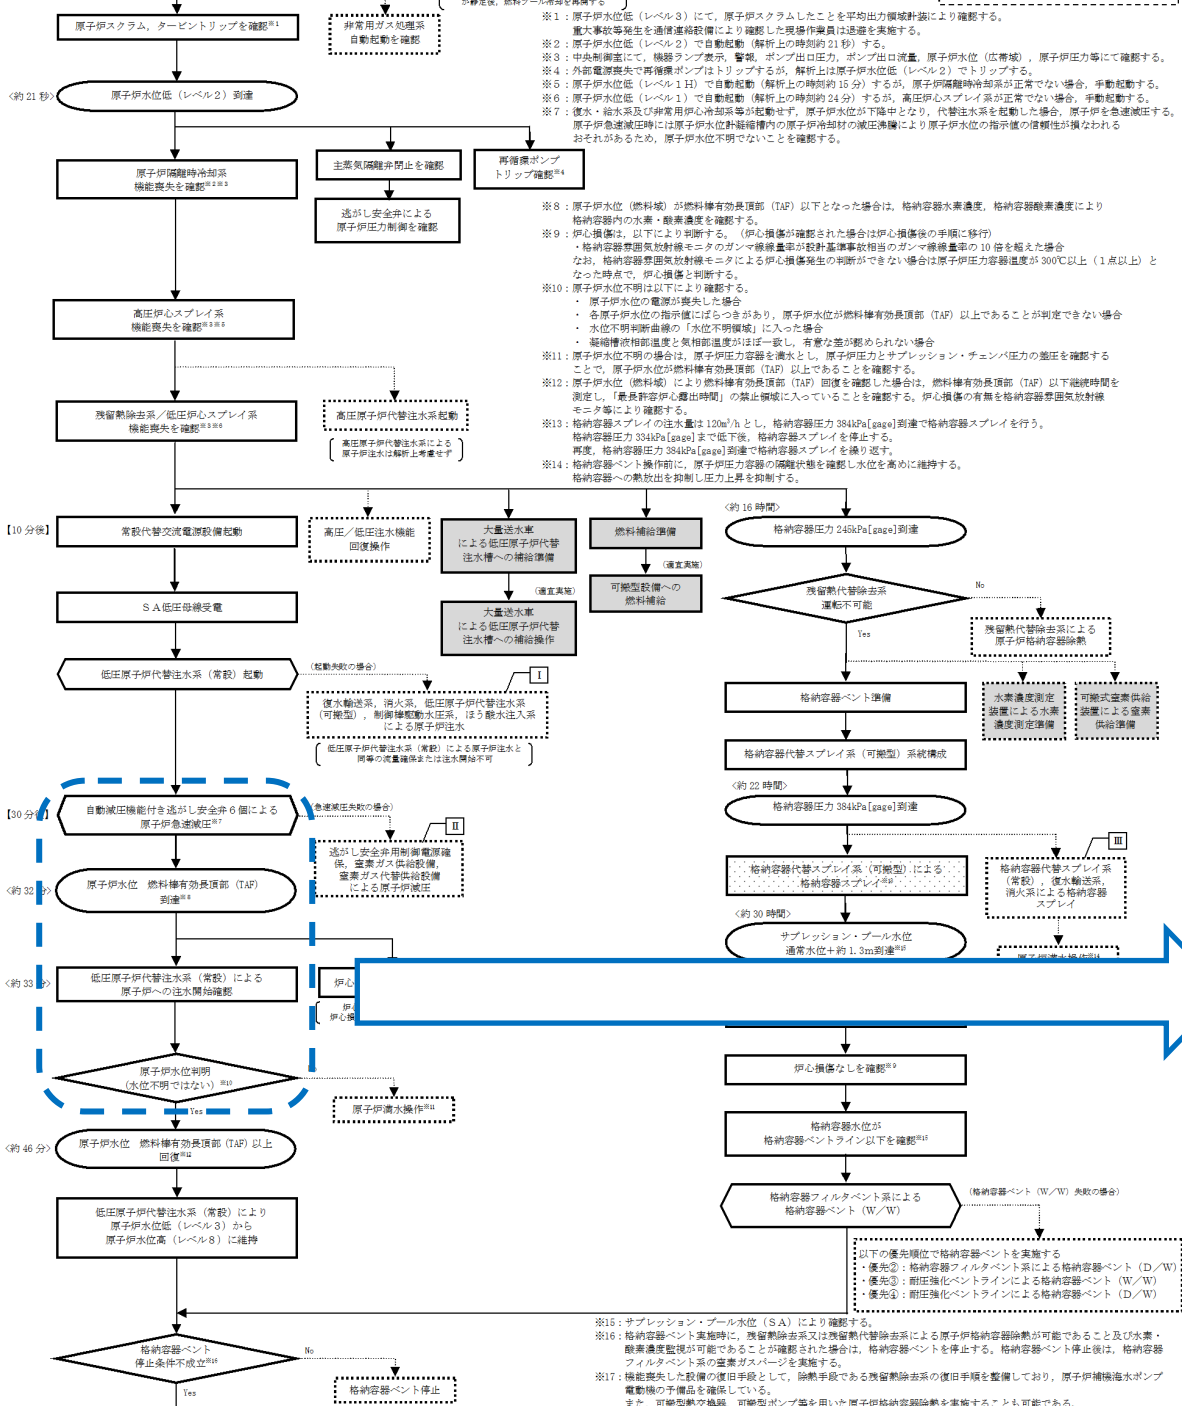 が静定後，燃料プール冷却を再開する
原子炉スクラム，タービントリップを確認※1
非常用ガス処理系
自動起動を確認
※1：原子炉水位低（レベル3）にて，原子炉スクラムしたことを平均出力領域計装により確認する。
重大事故等発生を通信連絡設備により確認した現場作業員は退避を実施する。
※2：原子炉水位低（レベル2）で自動起動（解析上の時刻約21秒）する。
※3：中央制御室にて，機器ランプ表示，警報，ポンプ出口圧力，ポンプ出口流量，原子炉水位（広帯域），原子炉圧力等にて確認する。
※4：外部電源喪失で再循環ポンプはトリップするが，解析上は原子炉水位低（レベル2）でトリップする。
※5：原子炉水位低（レベル1H）で自動起動（解析上の時刻約15分）するが，原子炉隔離時冷却系が正常でない場合，手動起動する。
※6：原子炉水位低（レベル1）で自動起動（解析上の時刻約24分）するが，高圧炉心スプレイ系が正常でない場合，手動起動する。
※7：復水・給水系及び非常用炉心冷却系等が起動せず，原子炉水位が下降中となり，代替注水系を起動した場合，原子炉を急速減圧する。
原子炉急速減圧時には原子炉水位計凝縮槽内の原子炉冷却材の減圧沸騰により原子炉水位の指示値の信頼性が損なわれる
おそれがあるため，原子炉水位不明でないことを確認する。
<約21秒>
原子炉水位低（レベル2）到達
原子炉隔離時冷却系
機能喪失を確認※2※3
主蒸気隔離弁閉止を確認
再循環ポンプ
トリップ確認※4
逃がし安全弁による
原子炉圧力制御を確認
※8：原子炉水位（燃料域）が燃料棒有効長頂部（TAF）以下となった場合は，格納容器水素濃度，格納容器酸素濃度により
格納容器内の水素・酸素濃度を確認する。
※9：炉心損傷は，以下により判断する。（炉心損傷が確認された場合は炉心損傷後の手順に移行）
・格納容器雰囲気放射線モニタのガンマ線線量率が設計基準事故相当のガンマ線線量率の10倍を超えた場合
なお，格納容器雰囲気放射線モニタによる炉心損傷発生の判断ができない場合は原子炉圧力容器温度が300℃以上（1点以上）と
なった時点で，炉心損傷と判断する。
※10：原子炉水位不明は以下により確認する。
・ 原子炉水位の電源が喪失した場合
・ 各原子炉水位の指示値にばらつきがあり，原子炉水位が燃料棒有効長頂部（TAF）以上であることが判定できない場合
・ 水位不明判断曲線の「水位不明領域」に入った場合
・ 凝縮槽液相部温度と気相部温度がほぼ一致し，有意な差が認められない場合
※11：原子炉水位不明の場合は，原子炉圧力容器を満水とし，原子炉圧力とサプレッション・チェンバ圧力の差圧を確認する
ことで，原子炉水位が燃料棒有効長頂部（TAF）以上であることを確認する。
※12：原子炉水位（燃料域）により燃料棒有効長頂部（TAF）回復を確認した場合は，燃料棒有効長頂部（TAF）以下継続時間を
測定し，「最長許容炉心露出時間」の禁止領域に入っていることを確認する。炉心損傷の有無を格納容器雰囲気放射線
モニタ等により確認する。
※13：格納容器スプレイの注水量は120m³/hとし，格納容器圧力384kPa[gage]到達で格納容器スプレイを行う。
格納容器圧力334kPa[gage]まで低下後，格納容器スプレイを停止する。
再度，格納容器圧力384kPa[gage]到達で格納容器スプレイを繰り返す。
※14：格納容器ベント操作前に，原子炉圧力容器の隔離状態を確認し水位を高めに維持する。
格納容器への熱放出を抑制し圧力上昇を抑制する。
高圧炉心スプレイ系
機能喪失を確認※3※5
残留熱除去系／低圧炉心スプレイ系
機能喪失を確認※3※6
高圧原子炉代替注水系起動
高圧原子炉代替注水系による
原子炉注水は解析上考慮せず
【10分後】
常設代替交流電源設備起動
高圧／低圧注水機能
回復操作
大量送水車
による低圧原子炉代替
注水槽への補給準備
燃料補給準備
<約16時間>
格納容器圧力245kPa[gage]到達
（適宜実施）
（適宜実施）
大量送水車
による低圧原子炉代替
注水槽への補給操作
可搬型設備への
燃料補給
残留熱代替除去系
運転不可能
No
Yes
残留熱代替除去系による
原子炉格納容器除熱
SA低圧母線受電
低圧原子炉代替注水系（常設）起動
（起動失敗の場合）
I
復水輸送系，消火系，低圧原子炉代替注水系
（可搬型），制御棒駆動水圧系，ほう酸水注入系
による原子炉注水
低圧原子炉代替注水系（常設）による原子炉注水と
同等の流量確保または注水開始不可
格納容器ベント準備
水素濃度測定
装置による水素
濃度測定準備
可搬式窒素供給
装置による窒素
供給準備
格納容器代替スプレイ系（可搬型）系統構成
<約22時間>
格納容器圧力384kPa[gage]到達
【30分後】
自動減圧機能付き逃がし安全弁6個による
原子炉急速減圧※7
（急速減圧失敗の場合）
II
逃がし安全弁用制御電源確
保，窒素ガス供給設備，
窒素ガス代替供給設備
による原子炉減圧
III
格納容器代替スプレイ系（可搬型）による
格納容器スプレイ※13
格納容器代替スプレイ系
（常設），復水輸送系，
消火系による格納容器
スプレイ
<約32分>
原子炉水位　燃料棒有効長頂部（TAF）
到達※8
<約30時間>
サプレッション・プール水位
通常水位＋約1.3m到達※15
原子炉満水操作※14
<約33分>
低圧原子炉代替注水系（常設）による
原子炉への注水開始確認
炉心
炉心損
原子炉水位判明
（水位不明ではない）※10
Yes
原子炉満水操作※11
炉心損傷なしを確認※9
格納容器水位が
格納容器ベントライン以下を確認※15
<約46分>
原子炉水位　燃料棒有効長頂部（TAF）以上
回復※12
低圧原子炉代替注水系（常設）により
原子炉水位低（レベル3）から
原子炉水位高（レベル8）に維持
格納容器フィルタベント系による
格納容器ベント（W／W）
（格納容器ベント（W／W）失敗の場合）
以下の優先順位で格納容器ベントを実施する
・優先②：格納容器フィルタベント系による格納容器ベント（D／W）
・優先③：耐圧強化ベントラインによる格納容器ベント（W／W）
・優先④：耐圧強化ベントラインによる格納容器ベント（D／W）
格納容器ベント
停止条件不成立※16
No
Yes
格納容器ベント停止
※15：サプレッション・プール水位（SA）により確認する。
※16：格納容器ベント実施時に，残留熱除去系又は残留熱代替除去系による原子炉格納容器除熱が可能であること及び水素・
酸素濃度監視が可能であることが確認された場合は，格納容器ベントを停止する。格納容器ベント停止後は，格納容器
フィルタベント系の窒素ガスパージを実施する。
※17：機能喪失した設備の復旧手段として，除熱手段である残留熱除去系の復旧手順を整備しており，原子炉補機海水ポンプ
電動機の予備品を確保している。
また，可搬型熱交換器，可搬型ポンプ等を用いた原子炉格納容器除熱を実施することも可能である。